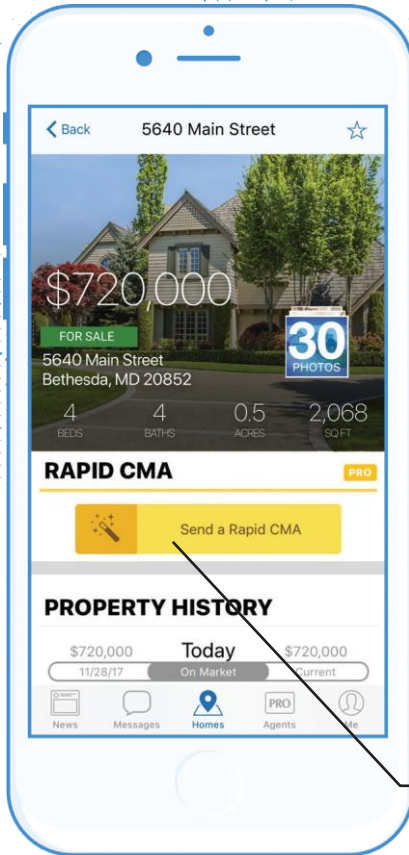 Back 5640 Main Street
$720,000
FOR SALE
5640 Main Street
Bethesda, MD 20852
30
PHOTOS
4 4 0.5 2,068
BEDS BATHS ACRES SQ FT
RAPID CMA PRO
Send a Rapid CMA
PROPERTY HISTORY
$720,000 Today $720,000
11/28/17 On Market Current
PRO
News Messages Homes Agents Me